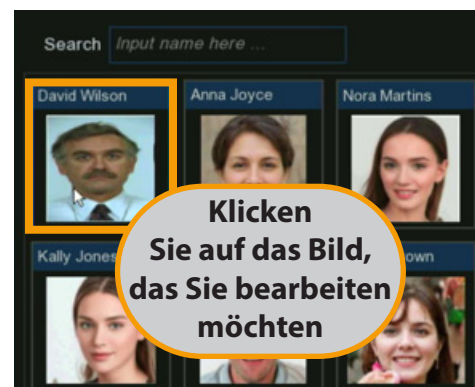 Search Input name here ...
David Wilson Anna Joyce Nora Martins
Klicken
Sie auf das Bild,
das Sie bearbeiten
möchten
Kally Jones own